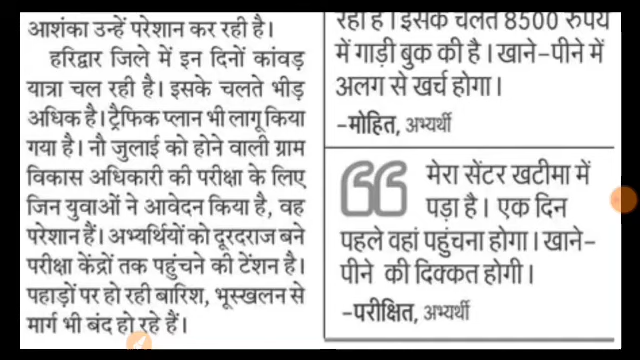 आशंका उन्हें परेशान कर रही है।
हरिद्वार जिले में इन दिनों कांवड़
यात्रा चल रही है। इसके चलते भीड़
अधिक है। ट्रैफिक प्लान भी लागू किया
गया है। नौ जुलाई को होने वाली ग्राम
विकास अधिकारी की परीक्षा के लिए
जिन युवाओं ने आवेदन किया है, वह
परेशान हैं। अभ्यर्थियों को दूरदराज बने
परीक्षा केंद्रों तक पहुंचने की टेंशन है।
पहाड़ों पर हो रही बारिश, भूस्खलन से
मार्ग भी बंद हो रहे हैं।
रही है। इसके चलते 8500 रुपये
में गाड़ी बुक की है। खाने-पीने में
अलग से खर्च होगा।
-मोहित, अभ्यर्थी
मेरा सेंटर खटीमा में
पड़ा है। एक दिन
पहले वहां पहुंचना होगा। खाने-
पीने की दिक्कत होगी।
-परीक्षित, अभ्यर्थी